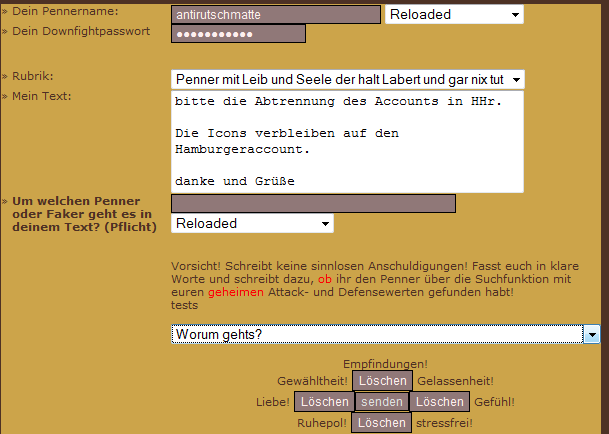 » Dein Pennername: antirutschmatte Reloaded
» Dein Downfightpasswort ●●●●●●●●●●●
» Rubrik: Penner mit Leib und Seele der halt Labert und gar nix tut
» Mein Text: bitte die Abtrennung des Accounts in HHr.
Die Icons verbleiben auf den
Hamburgeraccount.
danke und Grüße
» Um welchen Penner
oder Faker geht es in
deinem Text? (Pflicht)
Reloaded
Vorsicht! Schreibt keine sinnlosen Anschuldigungen! Fasst euch in klare
Worte und schreibt dazu, ob ihr den Penner über die Suchfunktion mit
euren geheimen Attack- und Defensewerten gefunden habt!
tests
Worum gehts?
Empfindungen!
Gewähltheit! Löschen Gelassenheit!
Liebe! Löschen senden Löschen Gefühl!
Ruhepol! Löschen stressfrei!